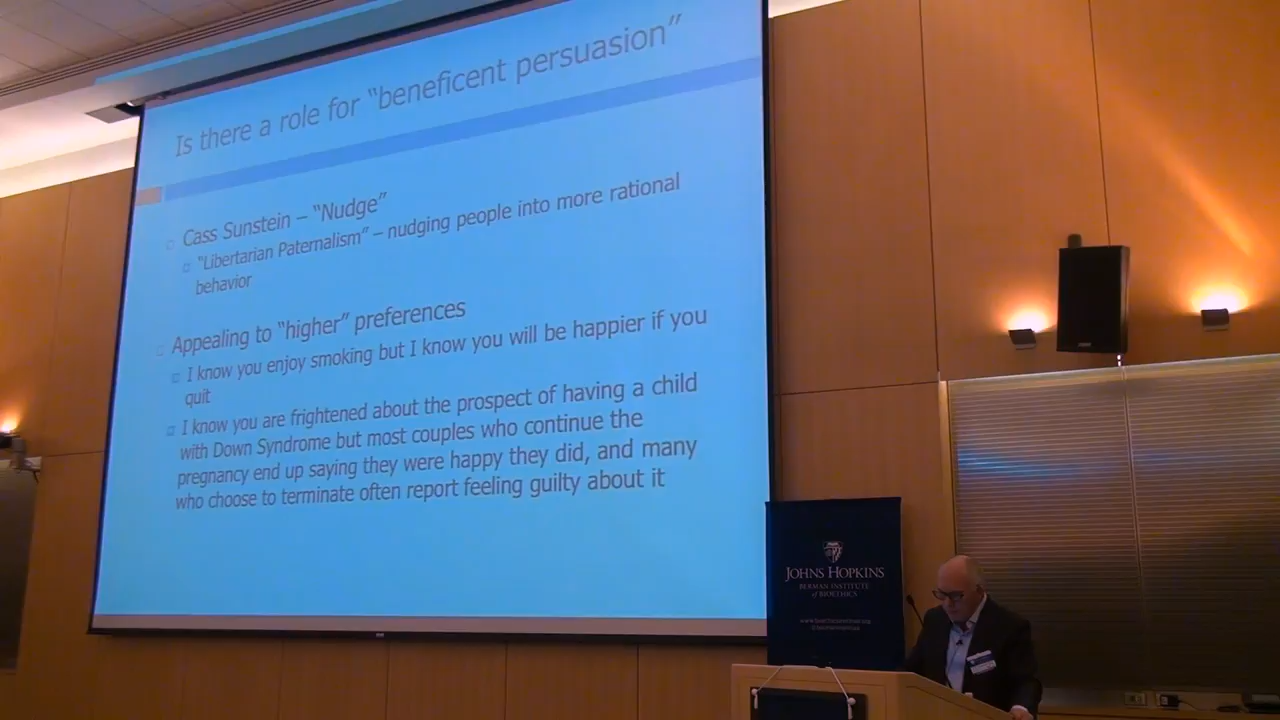 Is there a role for “beneficent persuasion”
Cass Sunstein – “Nudge”
“Libertarian Paternalism” – nudging people into more rational
behavior
Appealing to “higher” preferences
I know you enjoy smoking but I know you will be happier if you
quit
I know you are frightened about the prospect of having a child
with Down Syndrome but most couples who continue the
pregnancy end up saying they were happy they did, and many
who choose to terminate often report feeling guilty about it
JOHNS HOPKINS
BERMAN INSTITUTE
of BIOETHICS